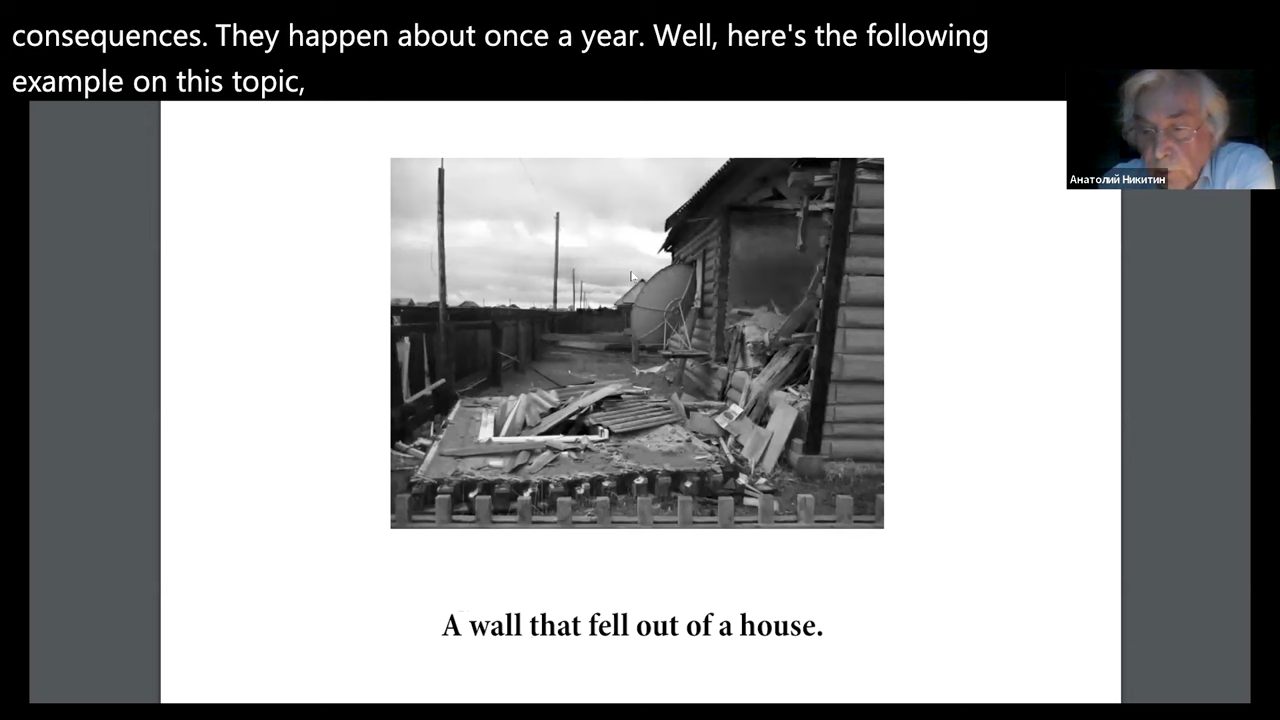 consequences. They happen about once a year. Well, here's the following
example on this topic,
Анатолий Никитин
A wall that fell out of a house.